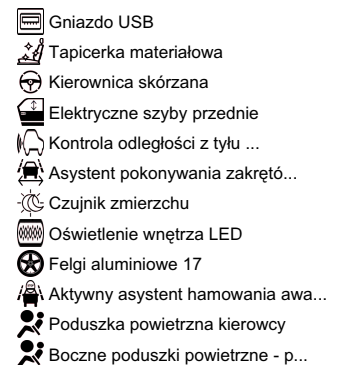 Gniazdo USB
Tapicerka materiałowa
Kierownica skórzana
Elektryczne szyby przednie
Kontrola odległości z tyłu ...
Asystent pokonywania zakrętó...
Czujnik zmierzchu
Oświetlenie wnętrza LED
Felgi aluminiowe 17
Aktywny asystent hamowania awa...
Poduszka powietrzna kierowcy
Boczne poduszki powietrzne - p...